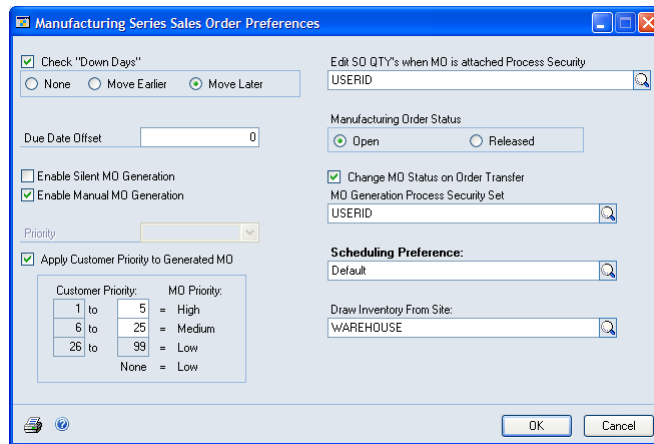 Manufacturing Series Sales Order Preferences
Check "Down Days"
None Move Earlier Move Later
Due Date Offset 0
Enable Silent MO Generation
Enable Manual MO Generation
Priority
Apply Customer Priority to Generated MO
Customer Priority: MO Priority:
1 to 5 = High
6 to 25 = Medium
26 to 99 = Low
None = Low
Edit SO QTY's when MO is attached Process Security
USERID
Manufacturing Order Status
Open Released
Change MO Status on Order Transfer
MO Generation Process Security Set
USERID
Scheduling Preference:
Default
Draw Inventory From Site:
WAREHOUSE
OK Cancel